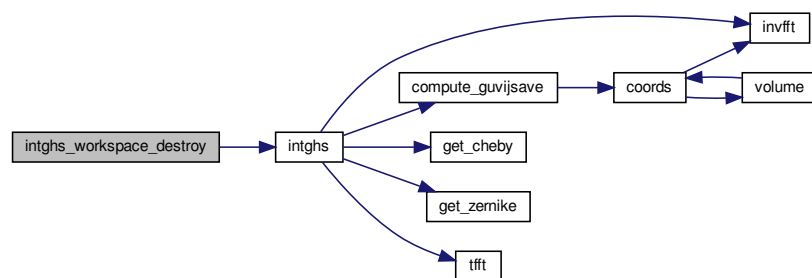 invfft
compute_guvijsave
coords
volume
intghs_workspace_destroy
intghs
get_cheby
get_zernike
tfft